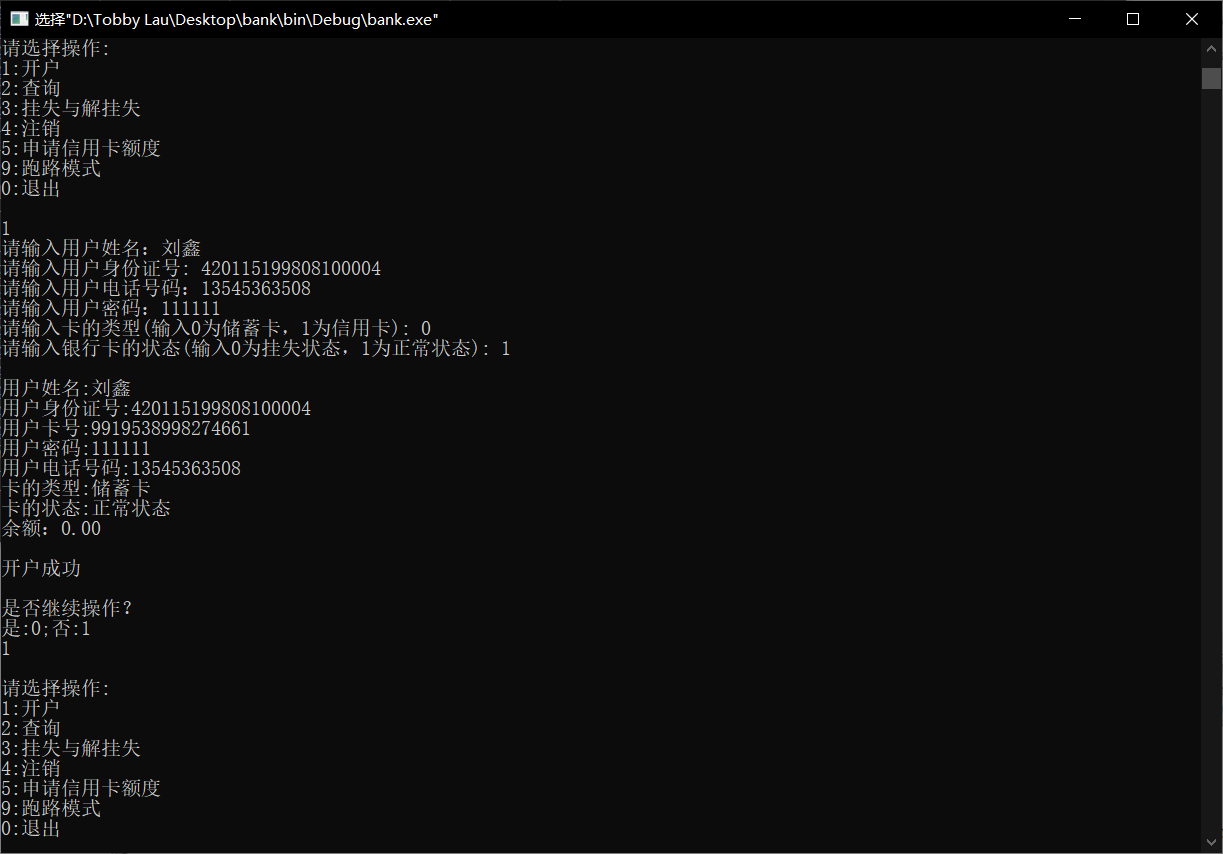 选择"D:\Tobby Lau\Desktop\bank\bin\Debug\bank.exe"
请选择操作:
1:开户
2:查询
3:挂失与解挂失
4:注销
5:申请信用卡额度
9:跑路模式
0:退出
1
请输入用户姓名：刘鑫
请输入用户身份证号: 420115199808100004
请输入用户电话号码：13545363508
请输入用户密码：111111
请输入卡的类型(输入0为储蓄卡，1为信用卡): 0
请输入银行卡的状态(输入0为挂失状态，1为正常状态): 1
用户姓名:刘鑫
用户身份证号:420115199808100004
用户卡号:9919538998274661
用户密码:111111
用户电话号码:13545363508
卡的类型:储蓄卡
卡的状态:正常状态
余额：0.00
开户成功
是否继续操作？
是:0;否:1
1
请选择操作:
1:开户
2:查询
3:挂失与解挂失
4:注销
5:申请信用卡额度
9:跑路模式
0:退出